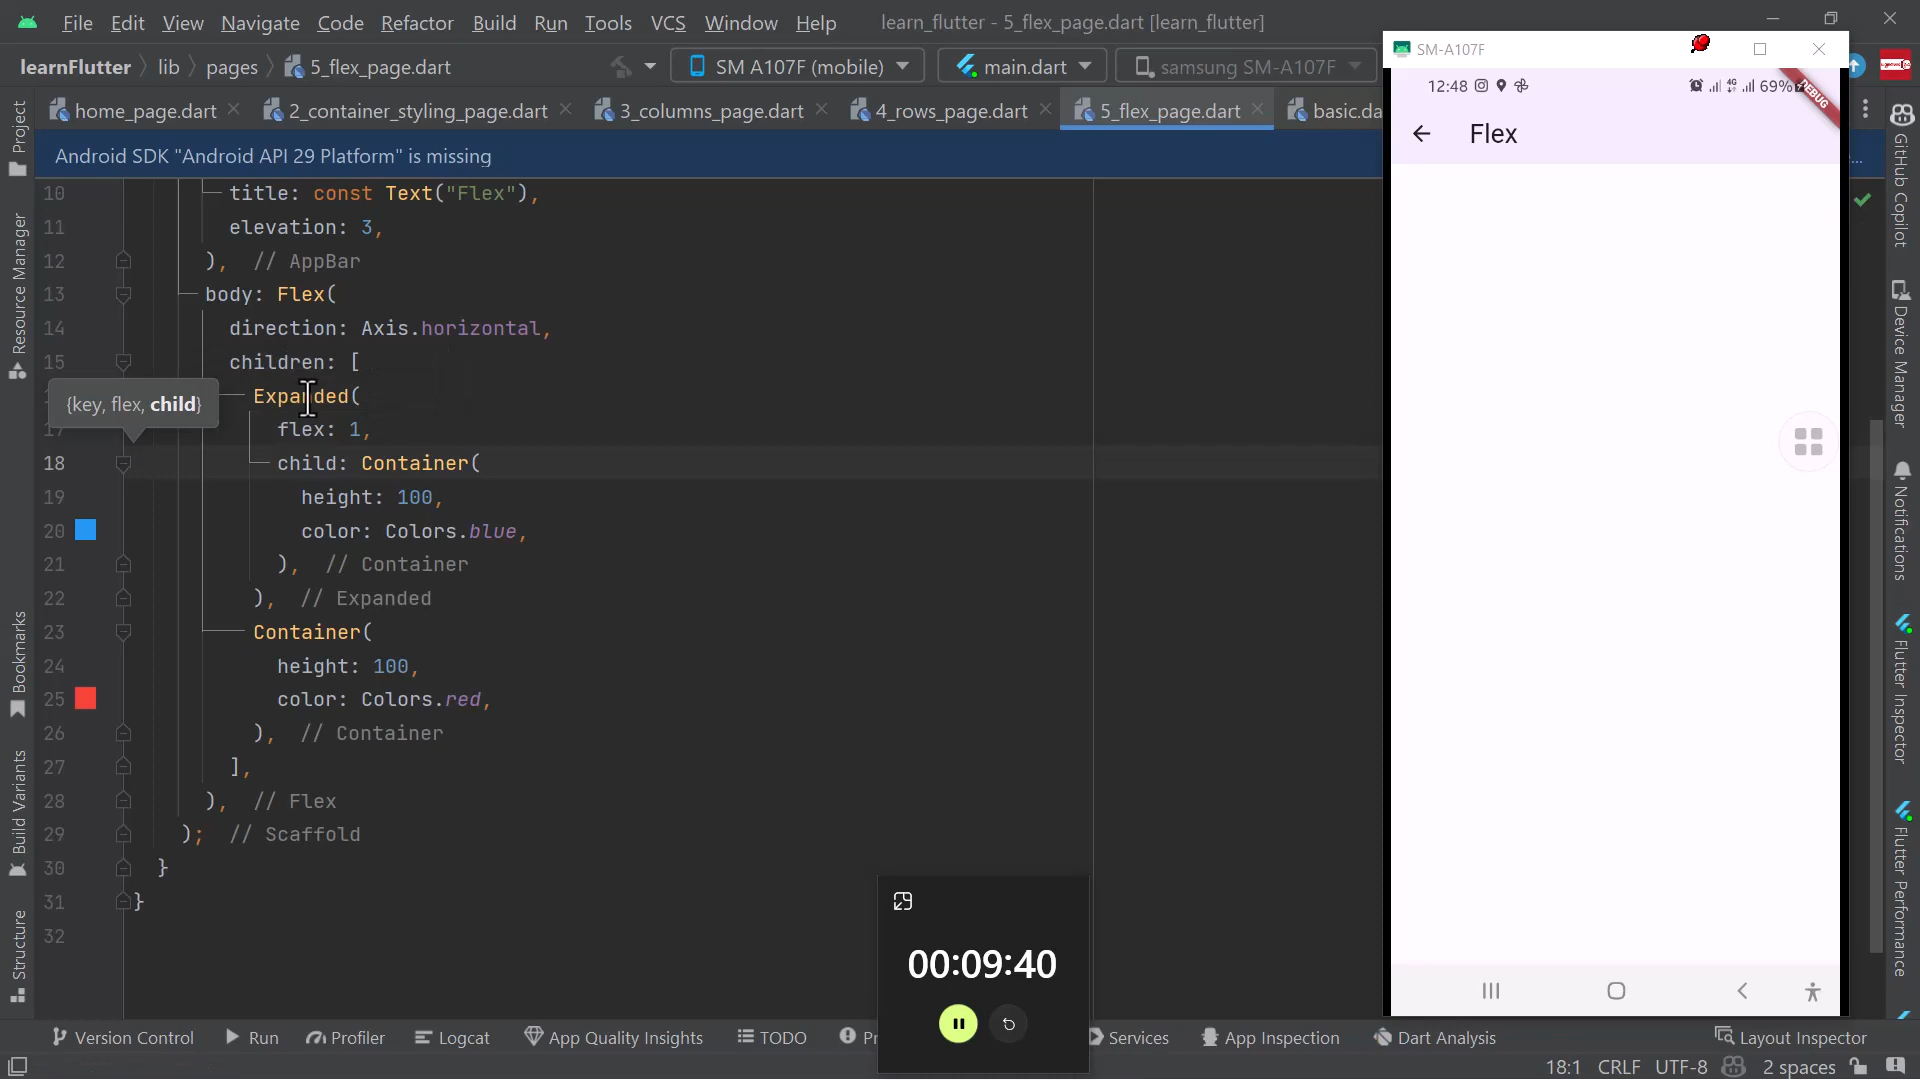 File Edit View Navigate Code Refactor Build Run Tools VCS Window Help learn_flutter - 5_flex_page.dart [learn_flutter]
learnFlutter lib pages 5_flex_page.dart SM A107F (mobile) main.dart samsung SM-A107F
home_page.dart 2_container_styling_page.dart 3_columns_page.dart 4_rows_page.dart 5_flex_page.dart basic.da
Android SDK "Android API 29 Platform" is missing
10 title: const Text("Flex"),
11 elevation: 3,
12 ), // AppBar
13 body: Flex(
14 direction: Axis.horizontal,
15 children: [
Expanded(
{key, flex, child}
17 flex: 1,
18 child: Container(
19 height: 100,
20 color: Colors.blue,
21 ), // Container
22 ), // Expanded
23 Container(
24 height: 100,
25 color: Colors.red,
26 ), // Container
27 ],
28 ), // Flex
29 ); // Scaffold
30 }
31 }
32
Project
Resource Manager
Bookmarks
Build Variants
Structure
SM-A107F
12:48 4G 69%
DEBUG
Flex
GitHub Copilot
Device Manager
Notifications
Flutter Inspector
Flutter Performance
00:09:40
Version Control Run Profiler Logcat App Quality Insights TODO Services App Inspection Dart Analysis Layout Inspector
18:1 CRLF UTF-8 2 spaces